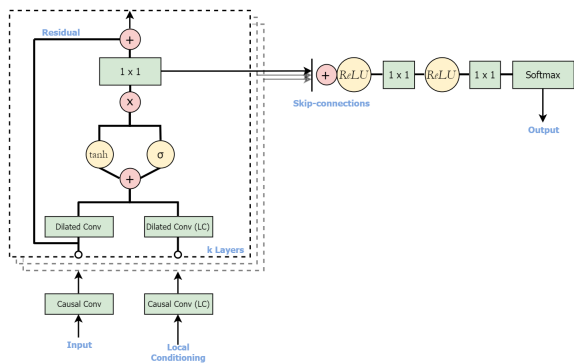 Residual
+
1 x 1
x
tanh
σ
+
Dilated Conv
Dilated Conv (LC)
k Layers
Causal Conv
Causal Conv (LC)
Input
Local
Conditioning
+
ReLU
1 x 1
ReLU
1 x 1
Softmax
Skip-connections
Output